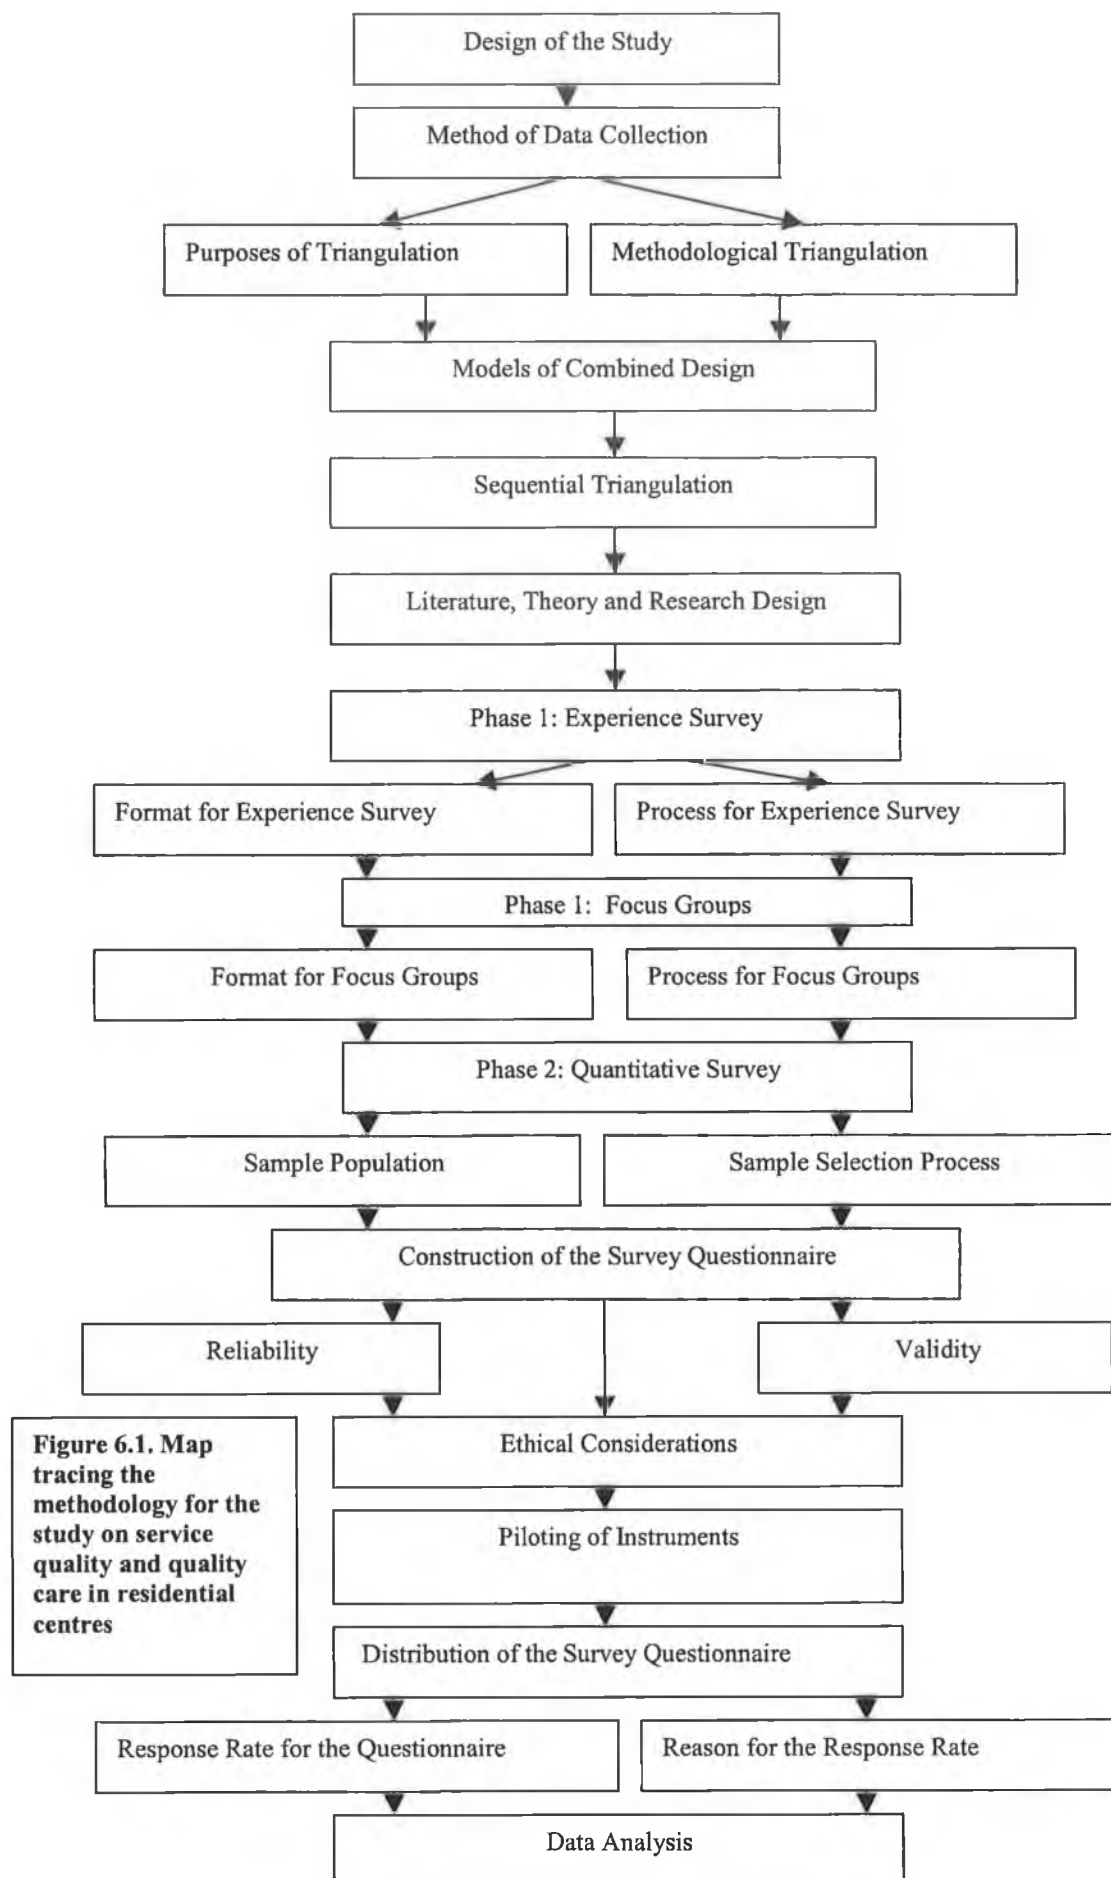 Design of the Study
Method of Data Collection
Purposes of Triangulation
Methodological Triangulation
Models of Combined Design
Sequential Triangulation
Literature, Theory and Research Design
Phase 1: Experience Survey
Format for Experience Survey
Process for Experience Survey
Phase 1: Focus Groups
Format for Focus Groups
Process for Focus Groups
Phase 2: Quantitative Survey
Sample Population
Sample Selection Process
Construction of the Survey Questionnaire
Reliability
Validity
Figure 6.1. Map
tracing the
methodology for the
study on service
quality and quality
care in residential
centres
Ethical Considerations
Piloting of Instruments
Distribution of the Survey Questionnaire
Response Rate for the Questionnaire
Reason for the Response Rate
Data Analysis